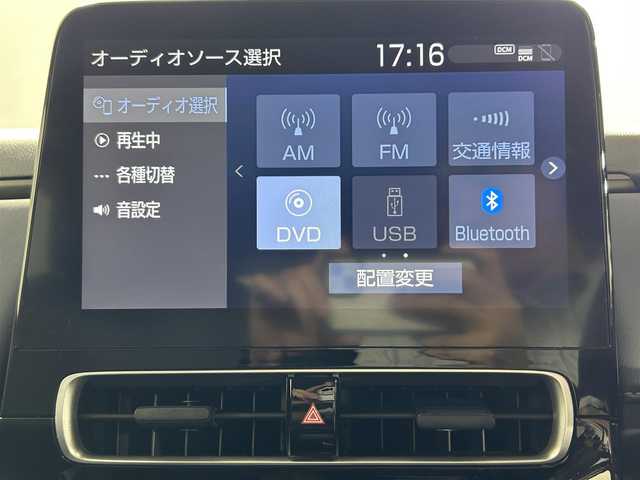 オーディオソース選択 17:16 DCM DCM
オーディオ選択
再生中
各種切替
音設定
AM FM 交通情報
DVD USB Bluetooth
配置変更